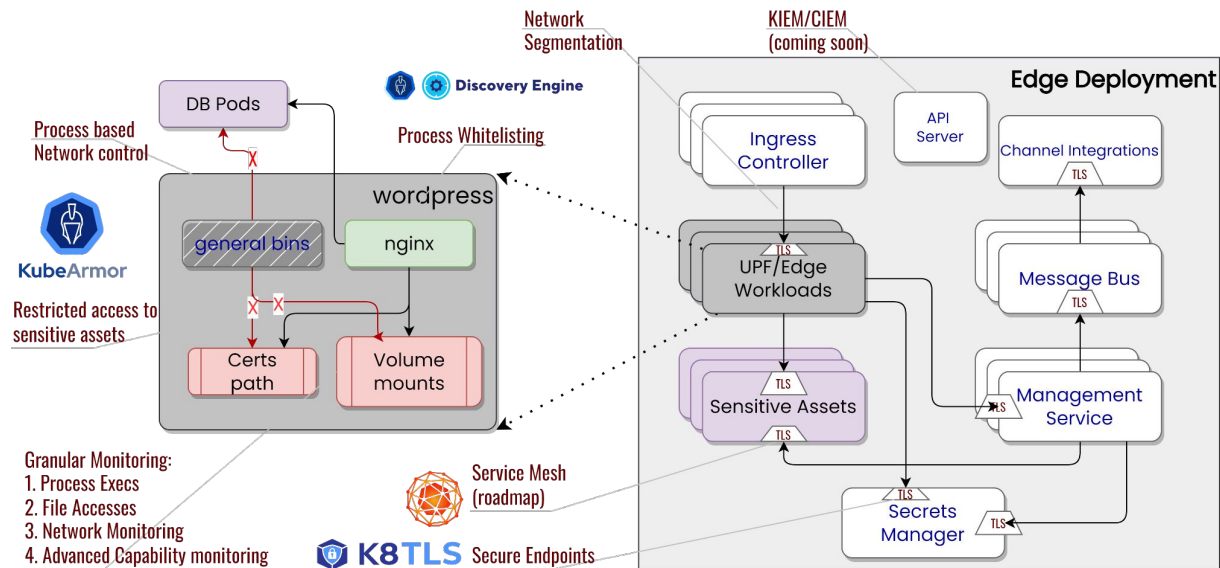 Network
Segmentation
KIEM/CIEM
(coming soon)
Edge Deployment
DB Pods
Discovery Engine
Process based
Network control
Process Whitelisting
wordpress
general bins
nginx
KubeArmor
Restricted access to
sensitive assets
X
X
X
Certs
path
Volume
mounts
Granular Monitoring:
1. Process Execs
2. File Accesses
3. Network Monitoring
4. Advanced Capability monitoring
Service Mesh
(roadmap)
K8TLS
Secure Endpoints
Ingress
Controller
API
Server
Channel Integrations
TLS
TLS
UPF/Edge
Workloads
Message Bus
TLS
TLS
Sensitive Assets
TLS
TLS
Management
Service
TLS
Secrets
Manager
TLS